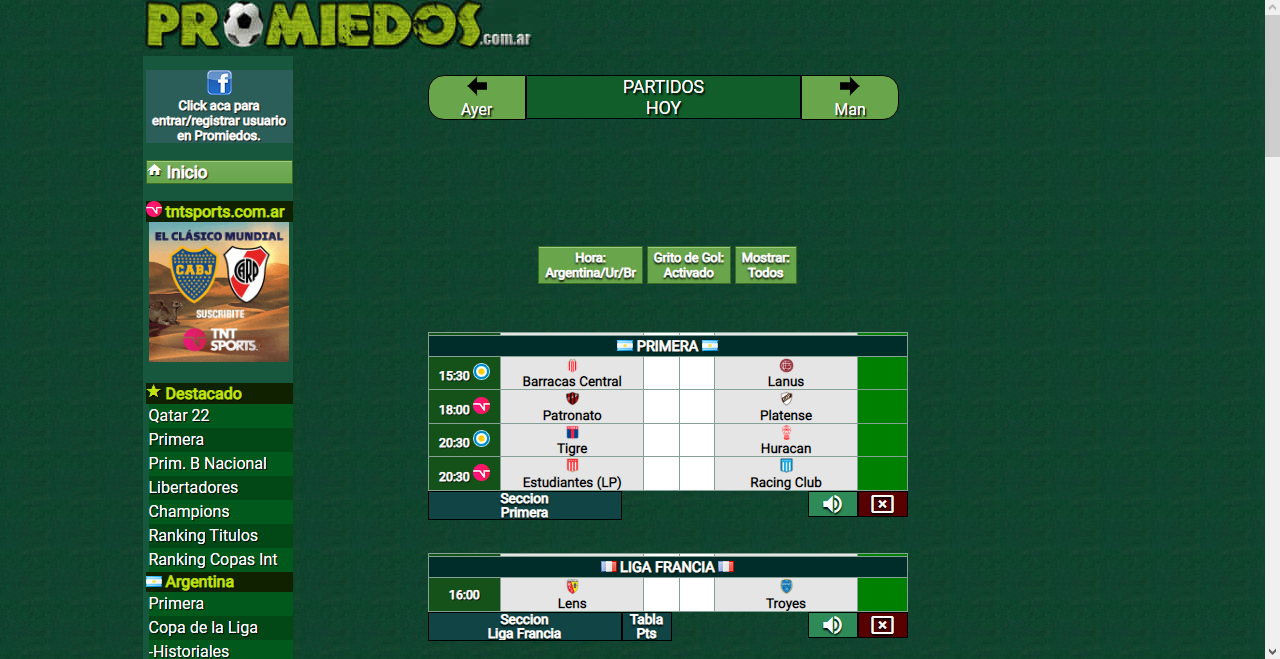 PROMIEDOS.com.ar
Click aca para
entrar/registrar usuario
en Promiedos.
Inicio
tntsports.com.ar
EL CLÁSICO MUNDIAL
CABJ
CARP
SUSCRIBITE
TNT
SPORTS
Destacado
Qatar 22
Primera
Prim. B Nacional
Libertadores
Champions
Ranking Titulos
Ranking Copas Int
Argentina
Primera
Copa de la Liga
-Historiales
Ayer
PARTIDOS
HOY
Man
Hora:
Argentina/Ur/Br
Grito de Gol:
Activado
Mostrar:
Todos
PRIMERA
15:30 Barracas Central Lanus
18:00 Patronato Platense
20:30 Tigre Huracan
20:30 Estudiantes (LP) Racing Club
Seccion
Primera
LIGA FRANCIA
16:00 Lens Troyes
Seccion
Liga Francia
Tabla
Pts